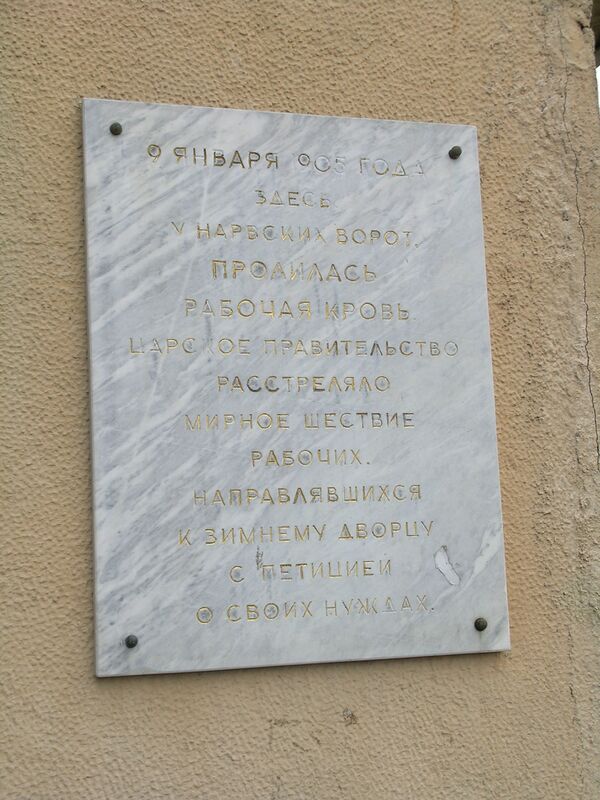 9 ЯНВАРЯ 1905 ГОДА
ЗДЕСЬ,
У НАРВСКИХ ВОРОТ,
ПРОЛИЛАСЬ
РАБОЧАЯ КРОВЬ.
ЦАРСКОЕ ПРАВИТЕЛЬСТВО
РАССТРЕЛЯЛО
МИРНОЕ ШЕСТВИЕ
РАБОЧИХ,
НАПРАВЛЯВШИХСЯ
К ЗИМНЕМУ ДВОРЦУ
С ПЕТИЦИЕЙ
О СВОИХ НУЖДАХ.